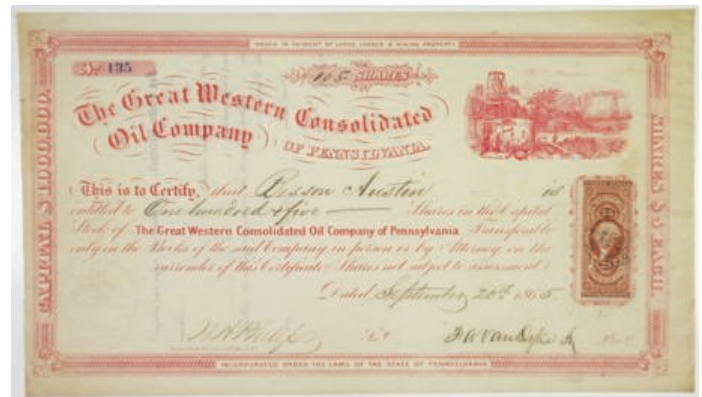 ISSUED IN PAYMENT OF LANDS, LEASES & MINING PROPERTY
No. 135
105 SHARES
The Great Western Consolidated
Oil Company OF PENNSYLVANIA.
This is to Certify, that Besson Austin is
entitled to One hundred & five Shares in the Capital
Stock of The Great Western Consolidated Oil Company of Pennsylvania Transferable
only on the Books of the said Company, in person or by Attorney, on the
surrender of this Certificate. Shares not subject to assessment.
Dated September 26th 1865.
CAPITAL $1,000,000.
SHARES $5 EACH.
INCORPORATED UNDER THE LAWS OF THE STATE OF PENNSYLVANIA